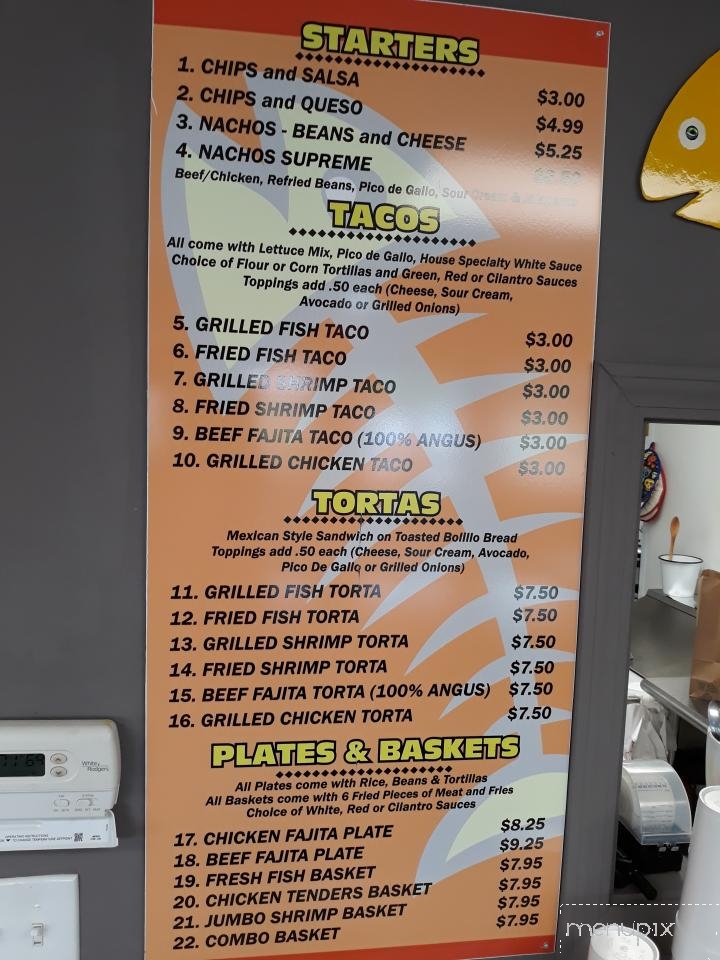 STARTERS
1. CHIPS and SALSA $3.00
2. CHIPS and QUESO $4.99
3. NACHOS - BEANS and CHEESE $5.25
4. NACHOS SUPREME
Beef/Chicken, Refried Beans, Pico de Gallo, Sour Cream &
TACOS
All come with Lettuce Mix, Pico de Gallo, House Specialty White Sauce
Choice of Flour or Corn Tortillas and Green, Red or Cilantro Sauces
Toppings add .50 each (Cheese, Sour Cream,
Avocado or Grilled Onions)
5. GRILLED FISH TACO $3.00
6. FRIED FISH TACO $3.00
7. GRILLED SHRIMP TACO $3.00
8. FRIED SHRIMP TACO $3.00
9. BEEF FAJITA TACO (100% ANGUS) $3.00
10. GRILLED CHICKEN TACO $3.00
TORTAS
Mexican Style Sandwich on Toasted Bolillo Bread
Toppings add .50 each (Cheese, Sour Cream, Avocado,
Pico De Gallo or Grilled Onions)
11. GRILLED FISH TORTA $7.50
12. FRIED FISH TORTA $7.50
13. GRILLED SHRIMP TORTA $7.50
14. FRIED SHRIMP TORTA $7.50
15. BEEF FAJITA TORTA (100% ANGUS) $7.50
16. GRILLED CHICKEN TORTA $7.50
PLATES & BASKETS
All Plates come with Rice, Beans & Tortillas
All Baskets come with 6 Fried Pieces of Meat and Fries
Choice of White, Red or Cilantro Sauces
17. CHICKEN FAJITA PLATE $8.25
18. BEEF FAJITA PLATE $9.25
19. FRESH FISH BASKET $7.95
20. CHICKEN TENDERS BASKET $7.95
21. JUMBO SHRIMP BASKET $7.95
22. COMBO BASKET $7.95
White Rodgers
menupix